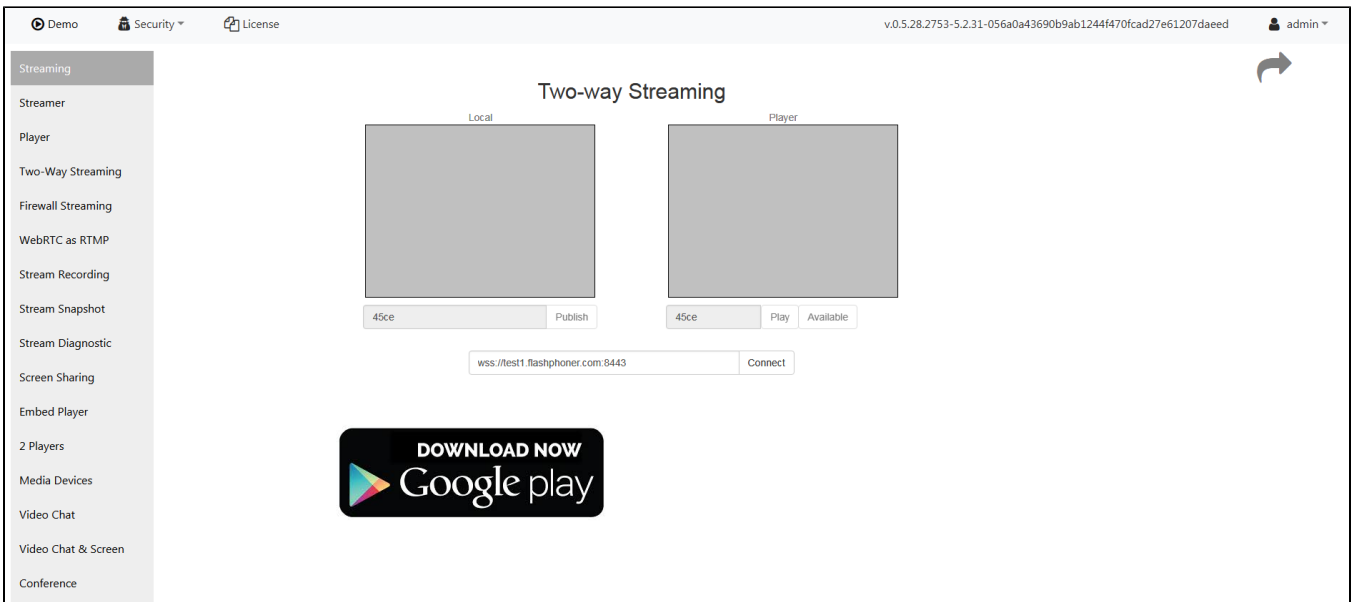 Demo Security License v.0.5.28.2753-5.2.31-056a0a43690b9ab1244f470fcad27e61207daeed admin
Streaming
Streamer
Player
Two-Way Streaming
Firewall Streaming
WebRTC as RTMP
Stream Recording
Stream Snapshot
Stream Diagnostic
Screen Sharing
Embed Player
2 Players
Media Devices
Video Chat
Video Chat & Screen
Conference
Two-way Streaming
Local Player
45ce Publish 45ce Play Available
wss://test1.flashphoner.com:8443 Connect
DOWNLOAD NOW
Google play